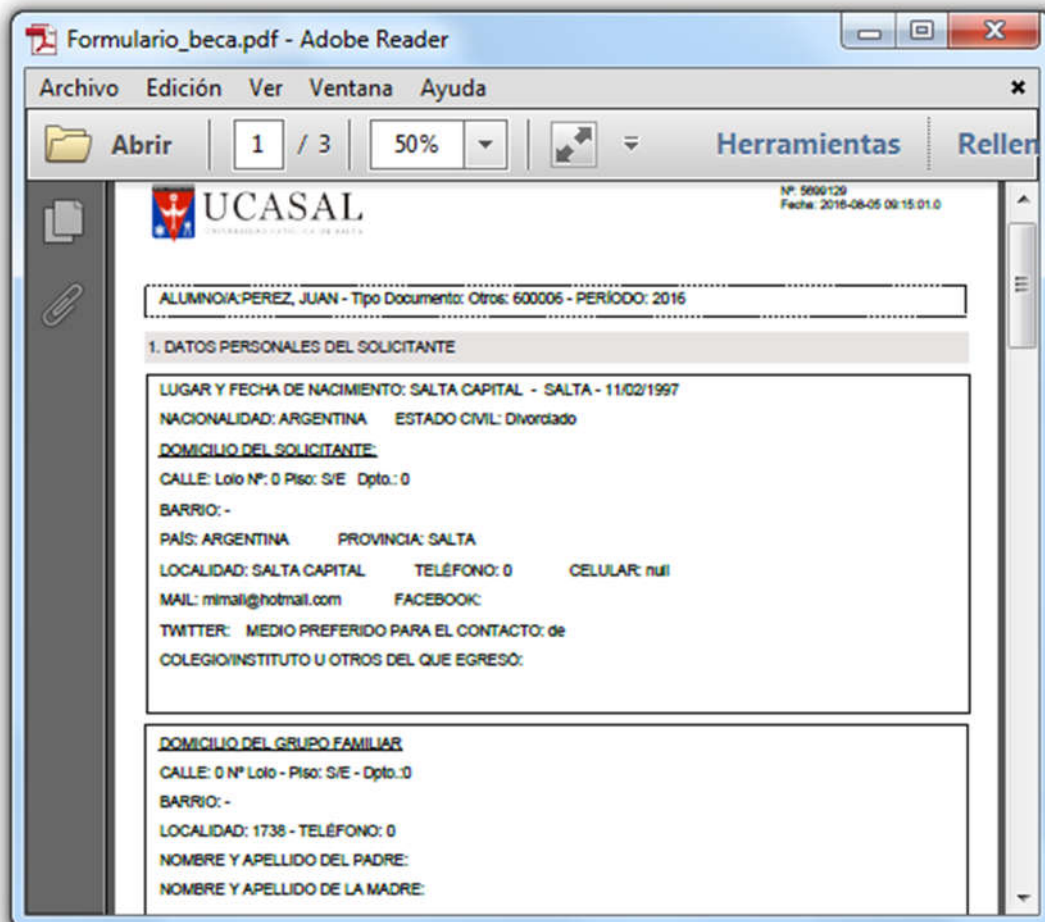 Formulario_beca.pdf - Adobe Reader
Archivo Edición Ver Ventana Ayuda
Abrir 1 / 3 50% Herramientas Rellen
UCASAL
UNIVERSIDAD CATÓLICA DE SALTA
Nº: 5699129
Fecha: 2016-08-05 09:15:01.0
ALUMNO/A:PEREZ, JUAN - Tipo Documento: Otros: 600006 - PERÍODO: 2016
1. DATOS PERSONALES DEL SOLICITANTE
LUGAR Y FECHA DE NACIMIENTO: SALTA CAPITAL - SALTA - 11/02/1997
NACIONALIDAD: ARGENTINA ESTADO CIVIL: Divorciado
DOMICILIO DEL SOLICITANTE:
CALLE: Lolo Nº: 0 Piso: S/E Dpto.: 0
BARRIO: -
PAÍS: ARGENTINA PROVINCIA: SALTA
LOCALIDAD: SALTA CAPITAL TELÉFONO: 0 CELULAR: null
MAIL: mimail@hotmail.com FACEBOOK:
TWITTER: MEDIO PREFERIDO PARA EL CONTACTO: de
COLEGIO/INSTITUTO U OTROS DEL QUE EGRESÓ:
DOMICILIO DEL GRUPO FAMILIAR
CALLE: 0 Nº Lolo - Piso: S/E - Dpto.:0
BARRIO: -
LOCALIDAD: 1738 - TELÉFONO: 0
NOMBRE Y APELLIDO DEL PADRE:
NOMBRE Y APELLIDO DE LA MADRE: